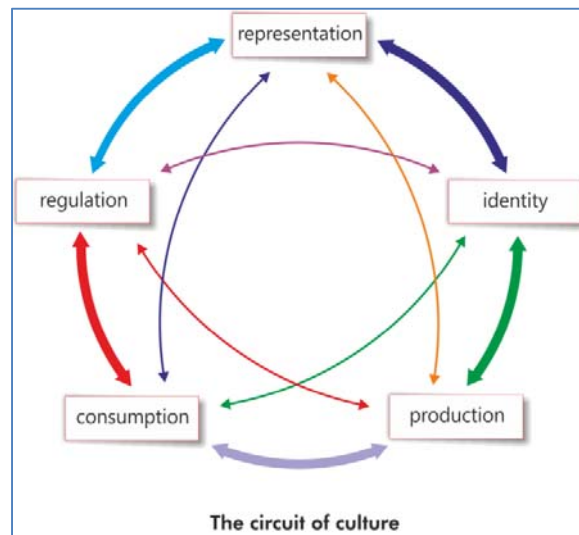 representation
regulation
identity
consumption
production
The circuit of culture